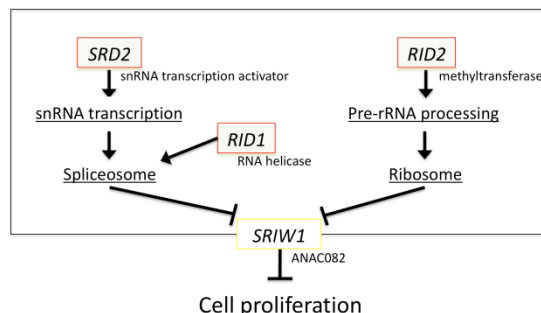 SRD2
RID2
snRNA transcription activator
methyltransferase
snRNA transcription
Pre-rRNA processing
RID1
RNA helicase
Spliceosome
Ribosome
SRIW1
ANAC082
Cell proliferation